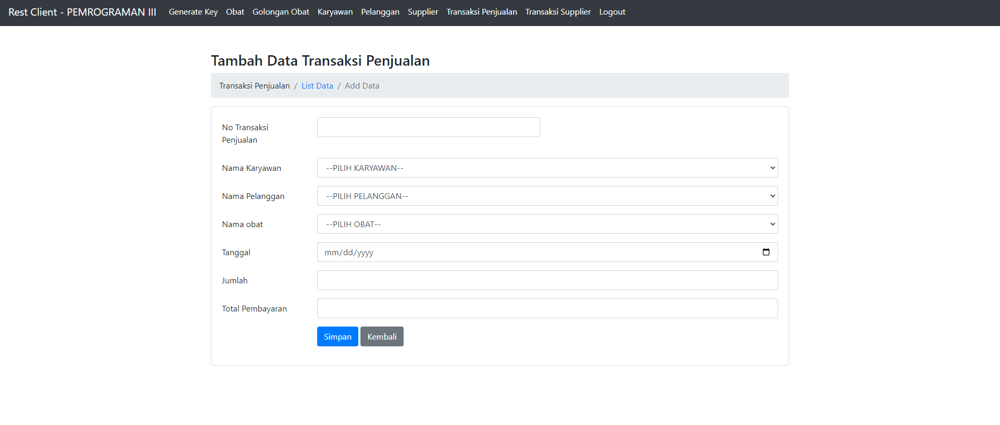 Rest Client - PEMROGRAMAN III Generate Key Obat Golongan Obat Karyawan Pelanggan Supplier Transaksi Penjualan Transaksi Supplier Logout
Tambah Data Transaksi Penjualan
Transaksi Penjualan / List Data / Add Data
No Transaksi
Penjualan
Nama Karyawan --PILIH KARYAWAN--
Nama Pelanggan --PILIH PELANGGAN--
Nama obat --PILIH OBAT--
Tanggal mm/dd/yyyy
Jumlah
Total Pembayaran
Simpan Kembali